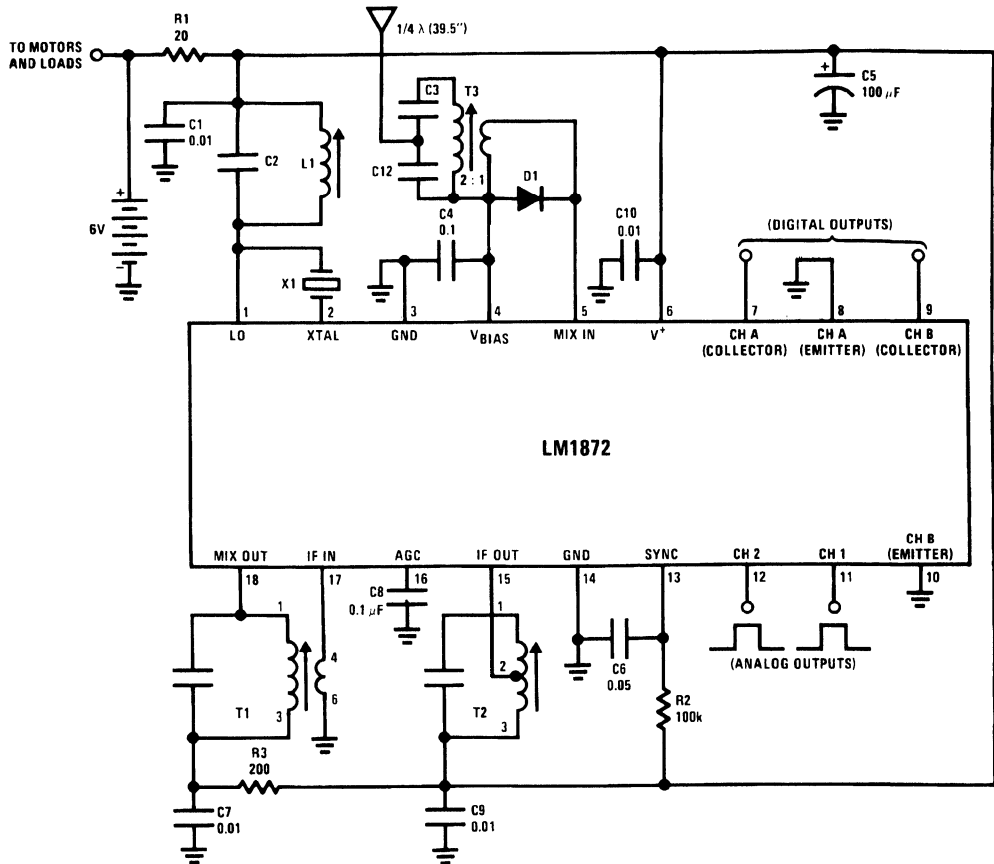 1/4 λ (39.5")
R1
20
TO MOTORS
AND LOADS
C5
100 μF
+
C3
T3
C1
0.01
C2
L1
C12
2 : 1
D1
+
6V
−
C4
0.1
C10
0.01
(DIGITAL OUTPUTS)
X1
1
2
3
4
5
6
7
8
9
LO
XTAL
GND
VBIAS
MIX IN
V+
CH A
(COLLECTOR)
CH A
(EMITTER)
CH B
(COLLECTOR)
LM1872
MIX OUT
IF IN
AGC
IF OUT
GND
SYNC
CH 2
CH 1
CH B
(EMITTER)
18
17
16
15
14
13
12
11
10
C8
0.1 μF
1
4
6
3
T1
1
2
3
T2
C6
0.05
R2
100k
(ANALOG OUTPUTS)
R3
200
C7
0.01
C9
0.01